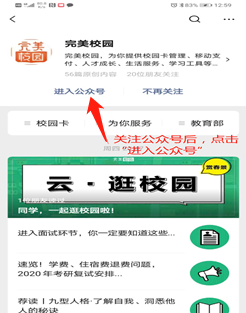 12:59
完美校园
完美校园
完美校园，为你提供校园卡管理、移动支
付，人才成长，生活服务，学习工具等...
56篇原创内容 20位朋友关注
进入公众号 不再关注
校园卡 为你服务 教育部
关注公众号后，点击
“进入公众号”
云·逛校园
同学，一起逛校园啦！
进入面试环节，你一定要知道这些...
速览！学费、住宿费退费问题，
2020年考研复试安排...
荐读丨九型人格·了解自我、洞悉他
人的秘诀